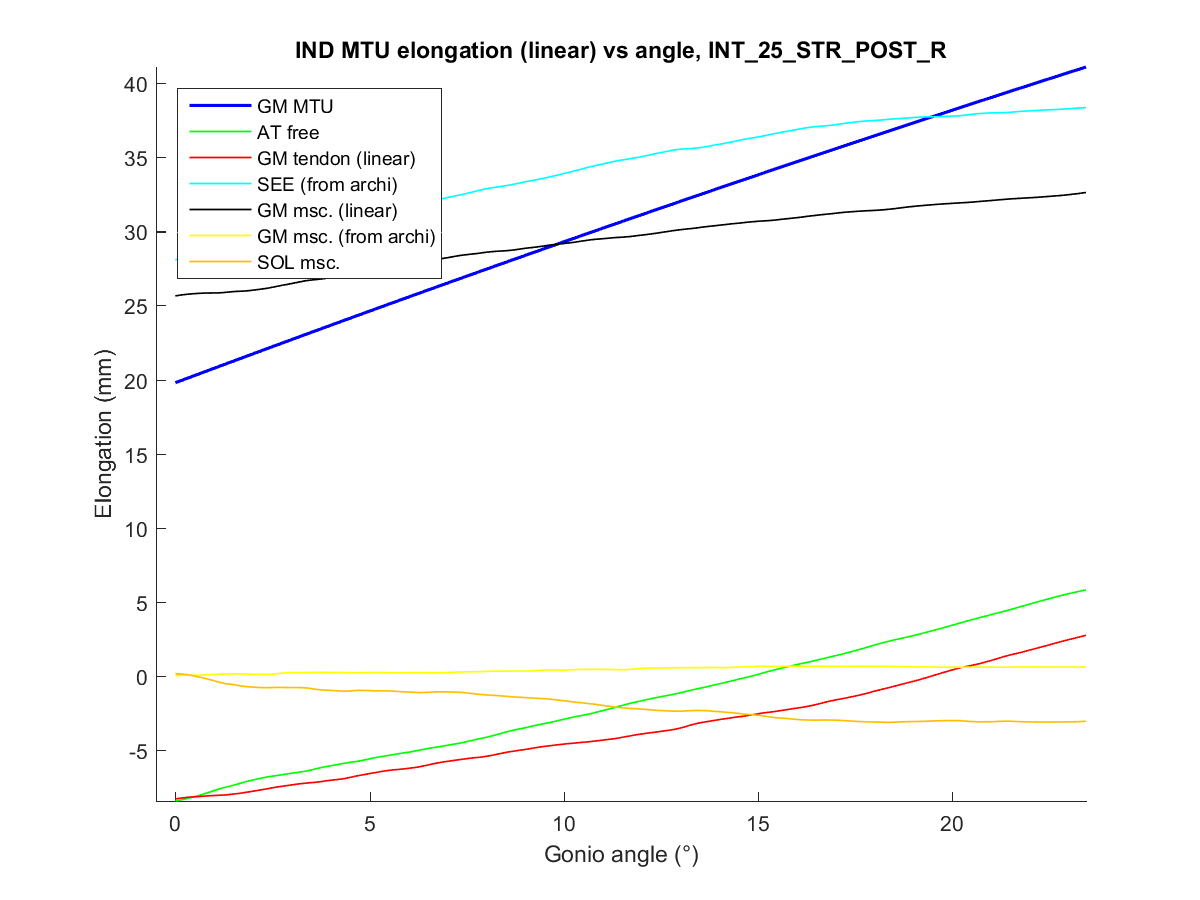 IND MTU elongation (linear) vs angle, INT_25_STR_POST_R
GM MTU
AT free
GM tendon (linear)
SEE (from archi)
GM msc. (linear)
GM msc. (from archi)
SOL msc.
40
35
30
25
20
15
10
5
0
-5
Elongation (mm)
0 5 10 15 20
Gonio angle (°)